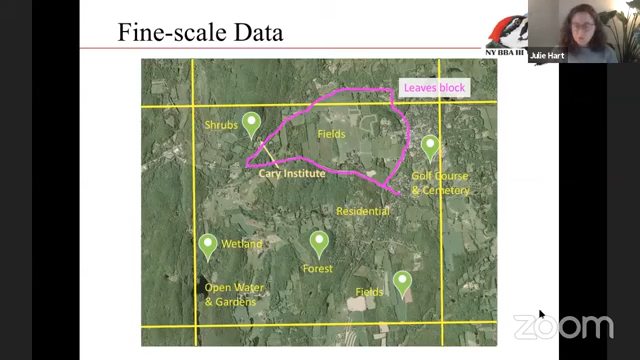 Fine-scale Data
NY BBA III
Julie Hart
Leaves block
Shrubs
Fields
Cary Institute
Golf Course
& Cemetery
Residential
Wetland
Forest
Open Water
& Gardens
Fields
zoom